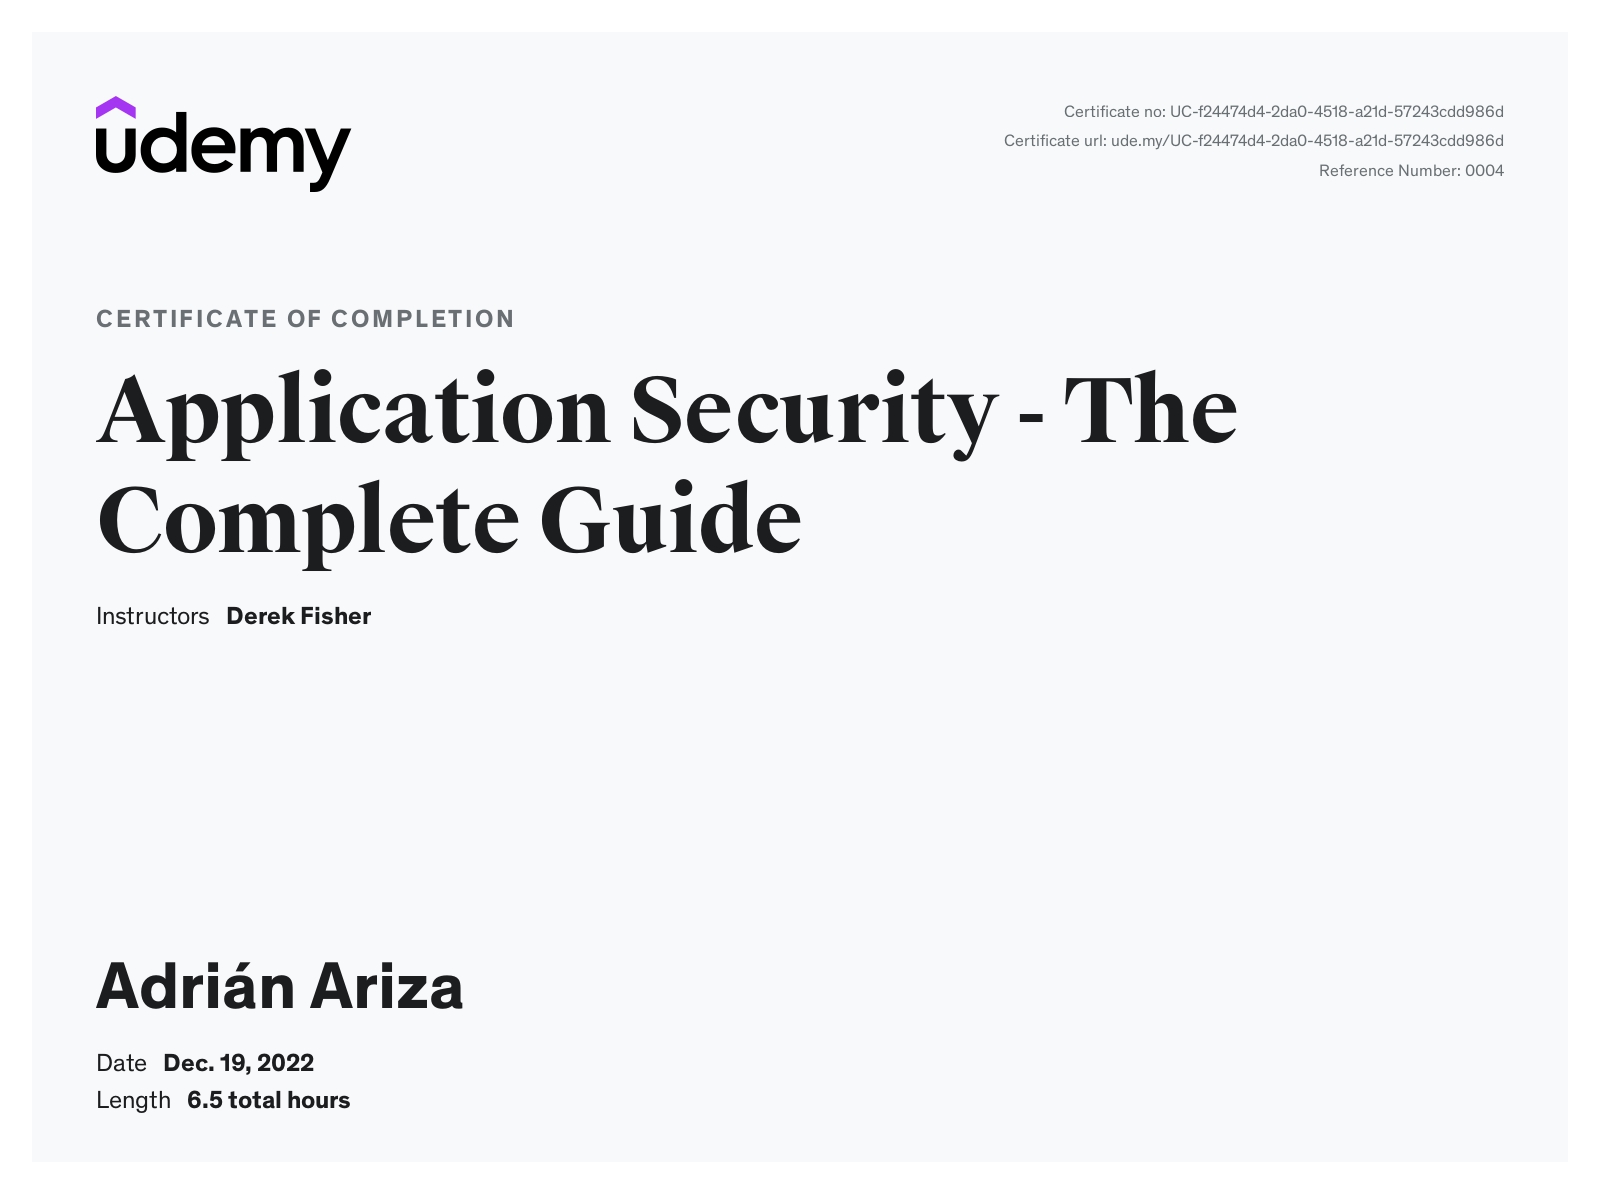 udemy
Certificate no: UC-f24474d4-2da0-4518-a21d-57243cdd986d
Certificate url: ude.my/UC-f24474d4-2da0-4518-a21d-57243cdd986d
Reference Number: 0004
CERTIFICATE OF COMPLETION
Application Security - The
Complete Guide
Instructors Derek Fisher
Adrián Ariza
Date Dec. 19, 2022
Length 6.5 total hours